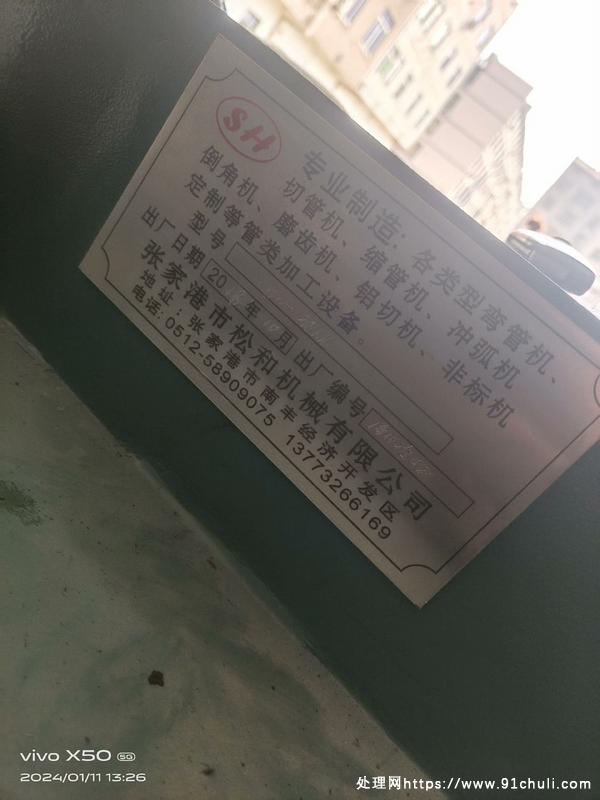 SH
专业制造:各类型弯管机、
切管机、缩管机、冲弧机
倒角机、磨齿机、铝切机、非标机
定制等管类加工设备。
型号
出厂日期 20 年 月 出厂编号
张家港市松和机械有限公司
地址:张家港市南丰经济开发区
电话:0512-58909075 13773266169
vivo X50 5G
2024/01/11 13:26
处理网https://www.91chuli.com